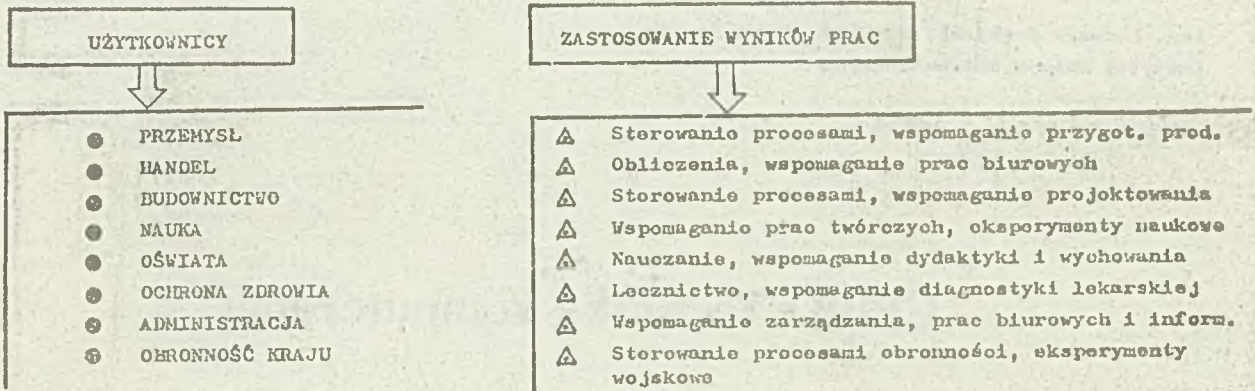 UŻYTKOWNICY
PRZEMYSŁ
HANDEL
BUDOWNICTWO
NAUKA
OŚWIATA
OCHRONA ZDROWIA
ADMINISTRACJA
OBRONNOŚĆ KRAJU
ZASTOSOWANIE WYNIKÓW PRAC
Sterowanie procesami, wspomaganie przygot. prod.
Obliczenia, wspomaganie prac biurowych
Sterowanie procesami, wspomaganie projektowania
Wspomaganie prac twórczych, eksperymenty naukowe
Nauczanie, wspomaganie dydaktyki i wychowania
Lecznictwo, wspomaganie diagnostyki lekarskiej
Wspomaganie zarządzania, prac biurowych i inform.
Sterowanie procesami obronności, eksperymenty
wojskowe